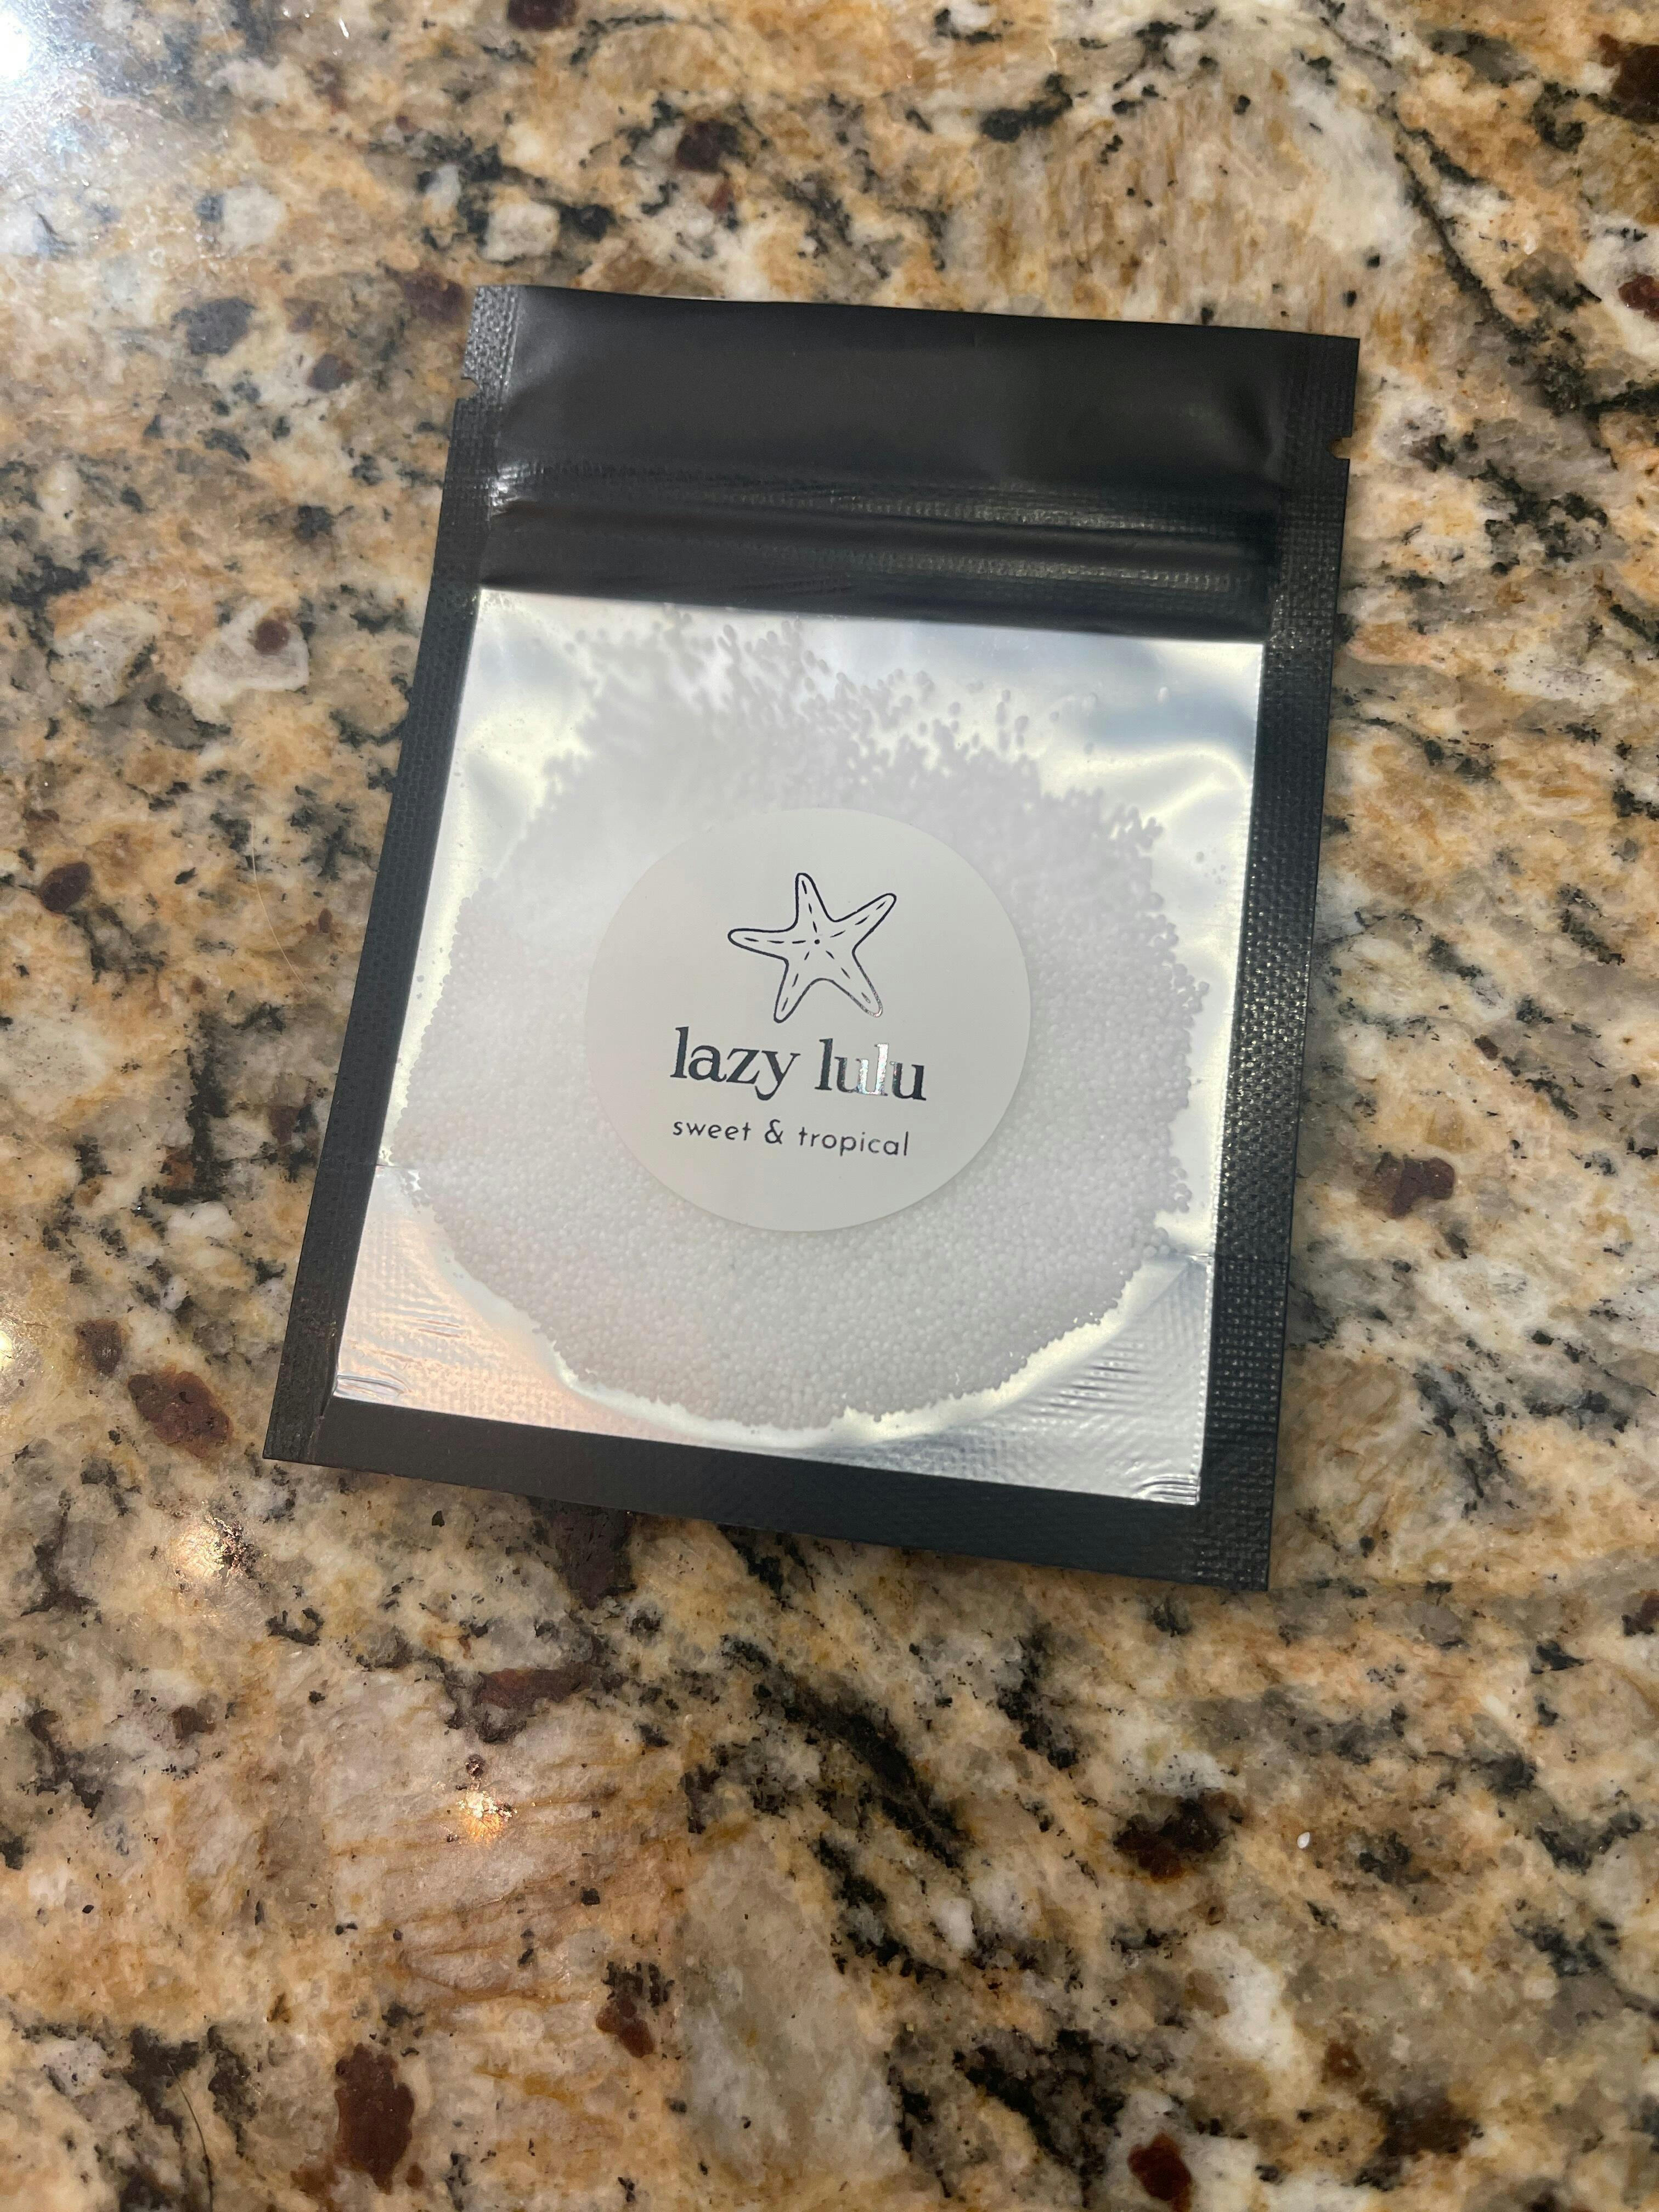 lazy lulu
sweet & tropical